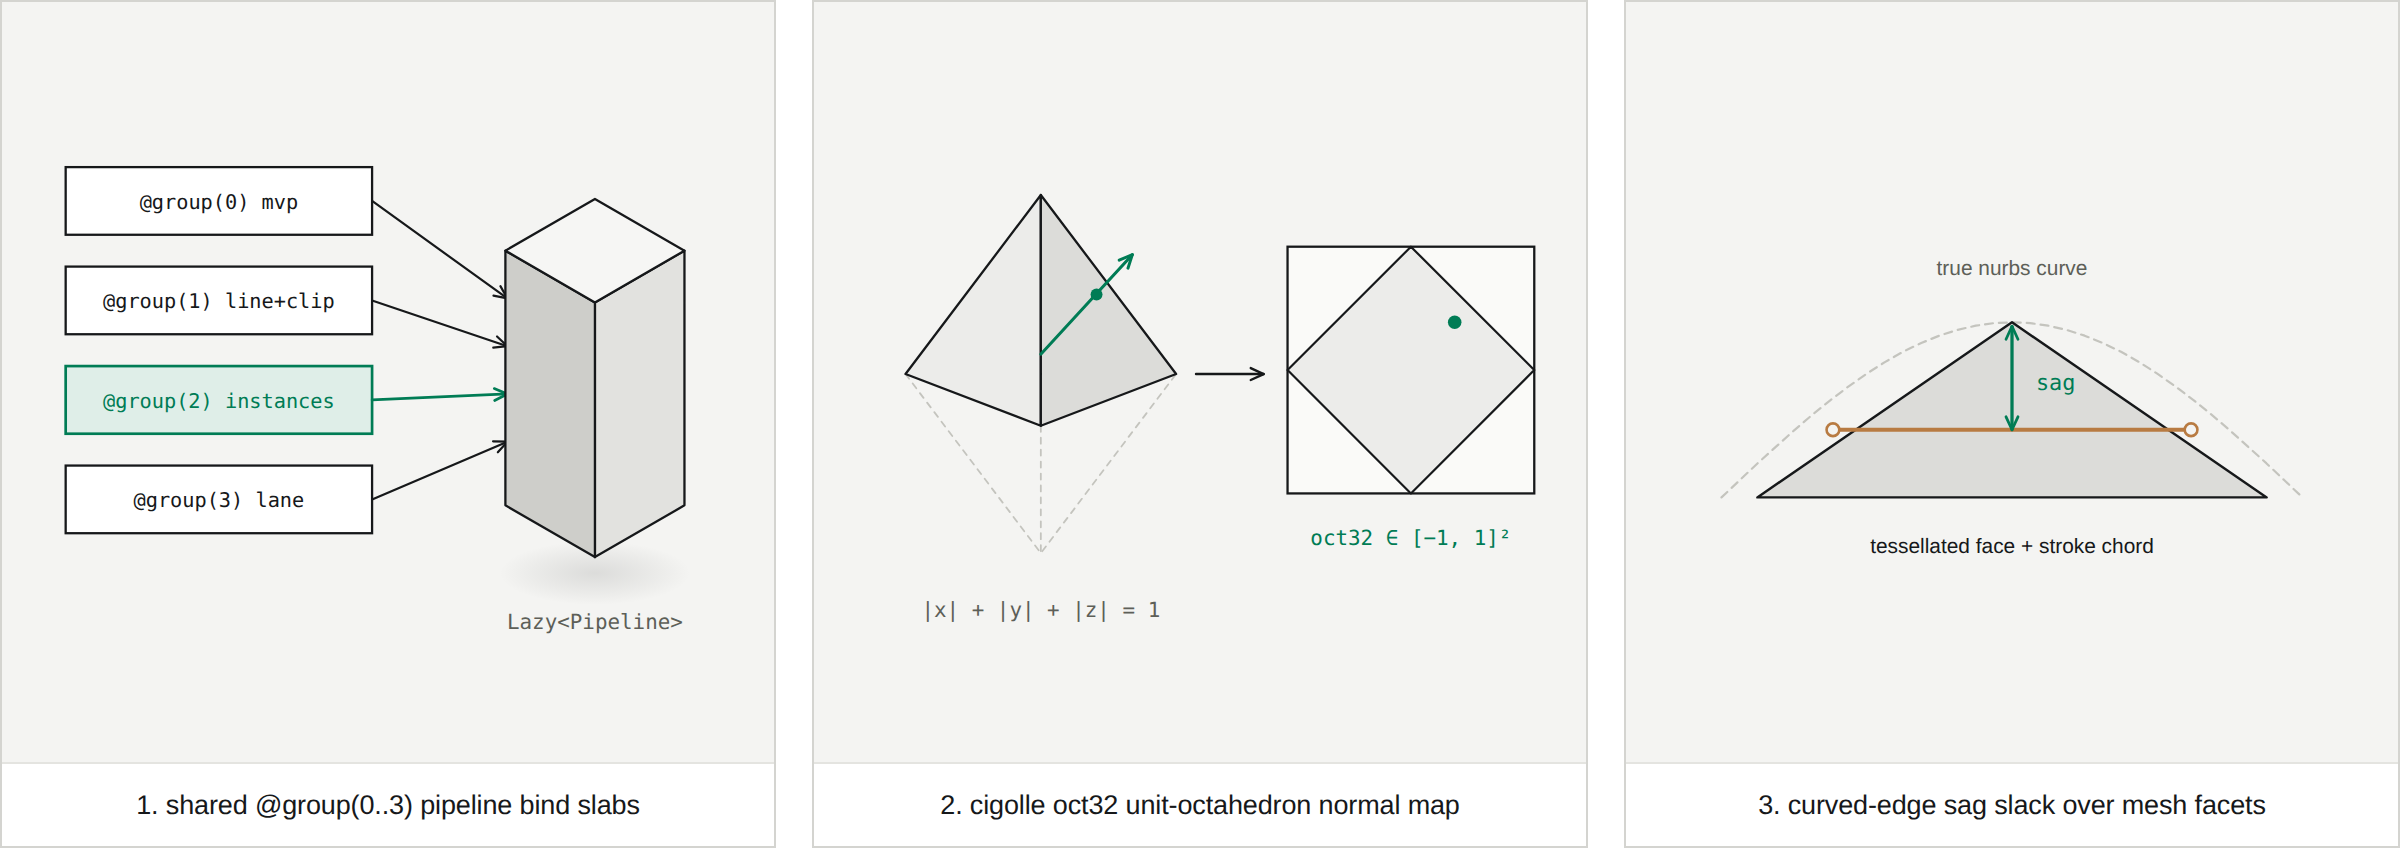 @group(0) mvp
@group(1) line+clip
@group(2) instances
@group(3) lane
Lazy<Pipeline>
1. shared @group(0..3) pipeline bind slabs
oct32 ∈ [−1, 1]²
|x| + |y| + |z| = 1
2. cigolle oct32 unit-octahedron normal map
true nurbs curve
sag
tessellated face + stroke chord
3. curved-edge sag slack over mesh facets